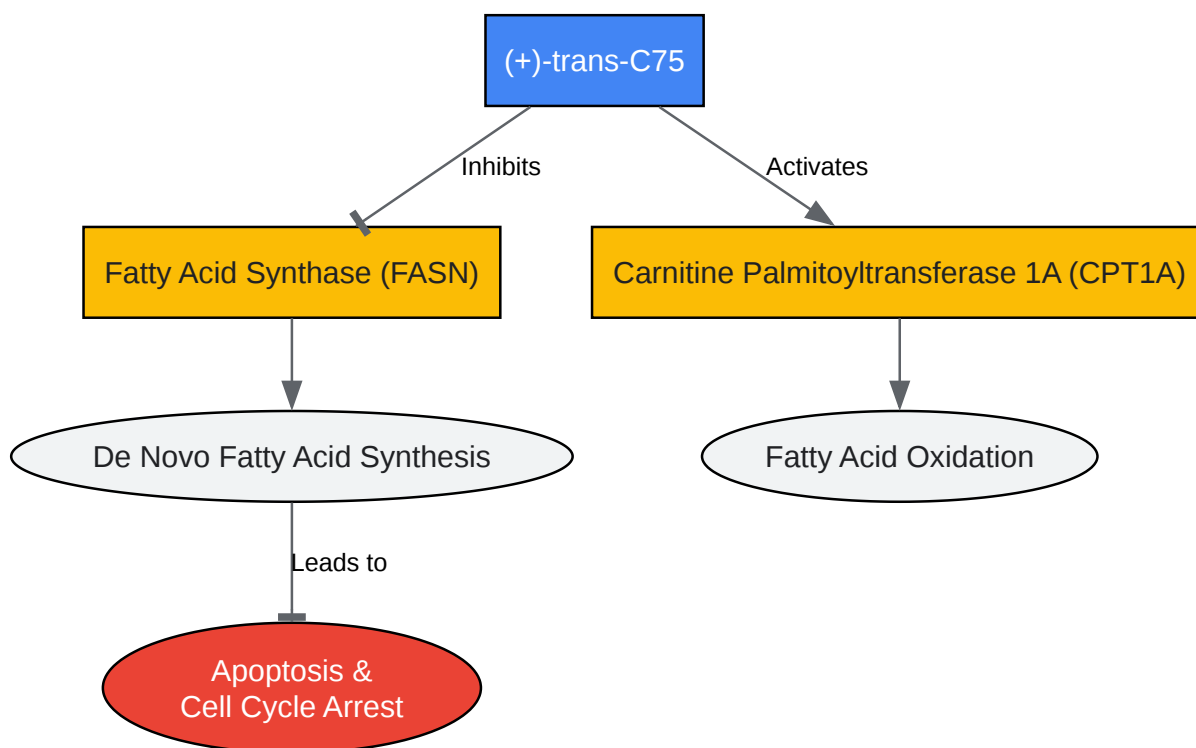 (+)-trans-C75
Inhibits
Activates
Fatty Acid Synthase (FASN)
Carnitine Palmitoyltransferase 1A (CPT1A)
De Novo Fatty Acid Synthesis
Fatty Acid Oxidation
Leads to
Apoptosis &
Cell Cycle Arrest